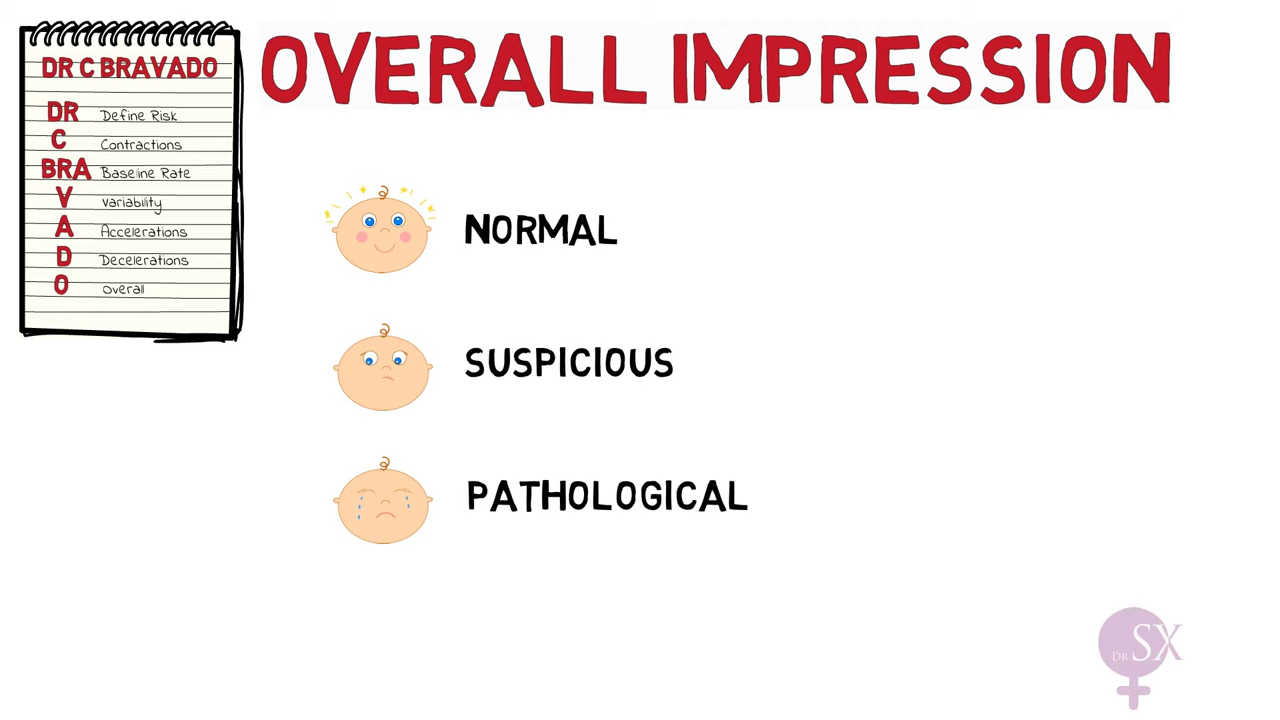 DR C BRAVADO
DR Define Risk
C Contractions
BRA Baseline Rate
V variability
A Accelerations
D Decelerations
O overall
OVERALL IMPRESSION
NORMAL
SUSPICIOUS
PATHOLOGICAL
DR SX